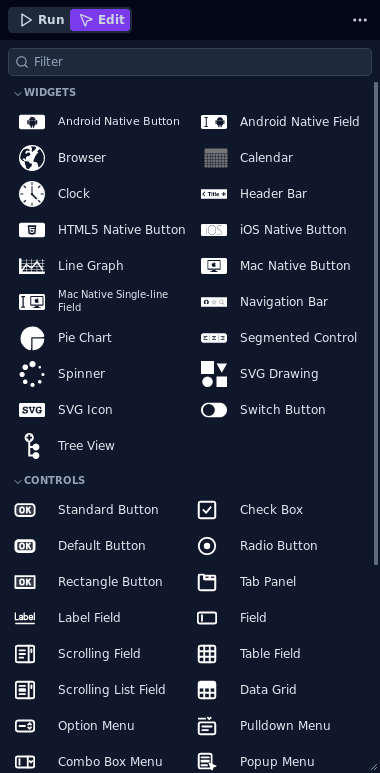 Run Edit
Filter
WIDGETS
Android Native Button Android Native Field
Browser Calendar
Clock Title Header Bar
HTML5 Native Button iOS iOS Native Button
Line Graph Mac Native Button
Mac Native Single-line
Field Navigation Bar
Pie Chart Segmented Control
Spinner SVG Drawing
SVG SVG Icon Switch Button
Tree View
CONTROLS
OK Standard Button Check Box
OK Default Button Radio Button
OK Rectangle Button Tab Panel
Label Label Field Field
Scrolling Field Table Field
Scrolling List Field Data Grid
Option Menu Pulldown Menu
Combo Box Menu Popup Menu